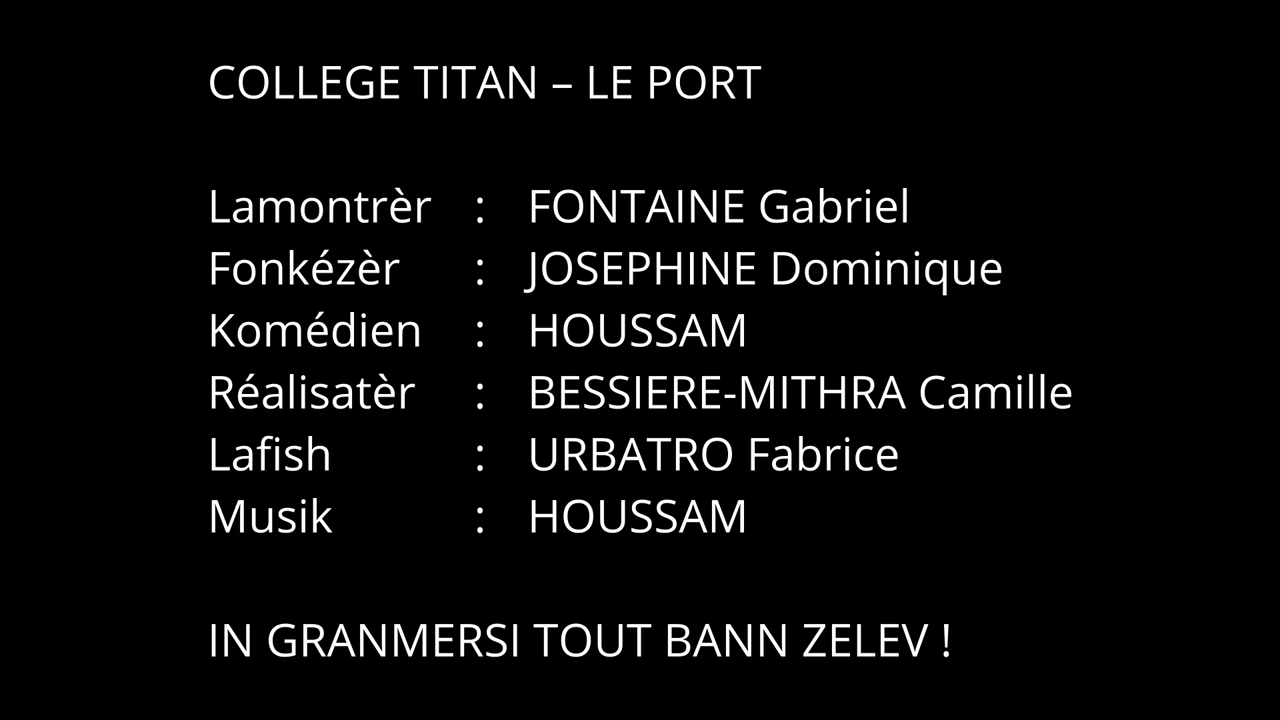 COLLEGE TITAN – LE PORT
Lamontrèr : FONTAINE Gabriel
Fonkézèr : JOSEPHINE Dominique
Komédien : HOUSSAM
Réalisatèr : BESSIERE-MITHRA Camille
Lafish : URBATRO Fabrice
Musik : HOUSSAM
IN GRANMERSI TOUT BANN ZELEV !